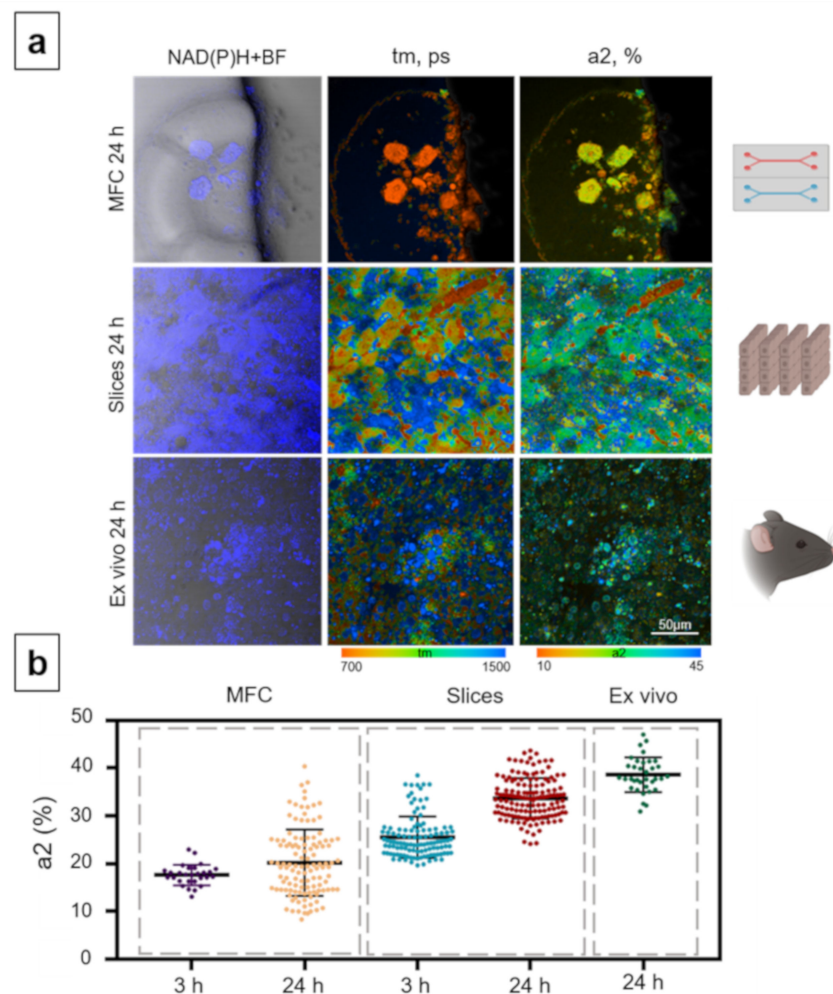 a
NAD(P)H+BF tm, ps a2, %
MFC 24 h
Slices 24 h
Ex vivo 24 h
50µm
tm a2
700 1500 10 45
b
MFC Slices Ex vivo
a2 (%)
50
40
30
20
10
0
3 h 24 h 3 h 24 h 24 h